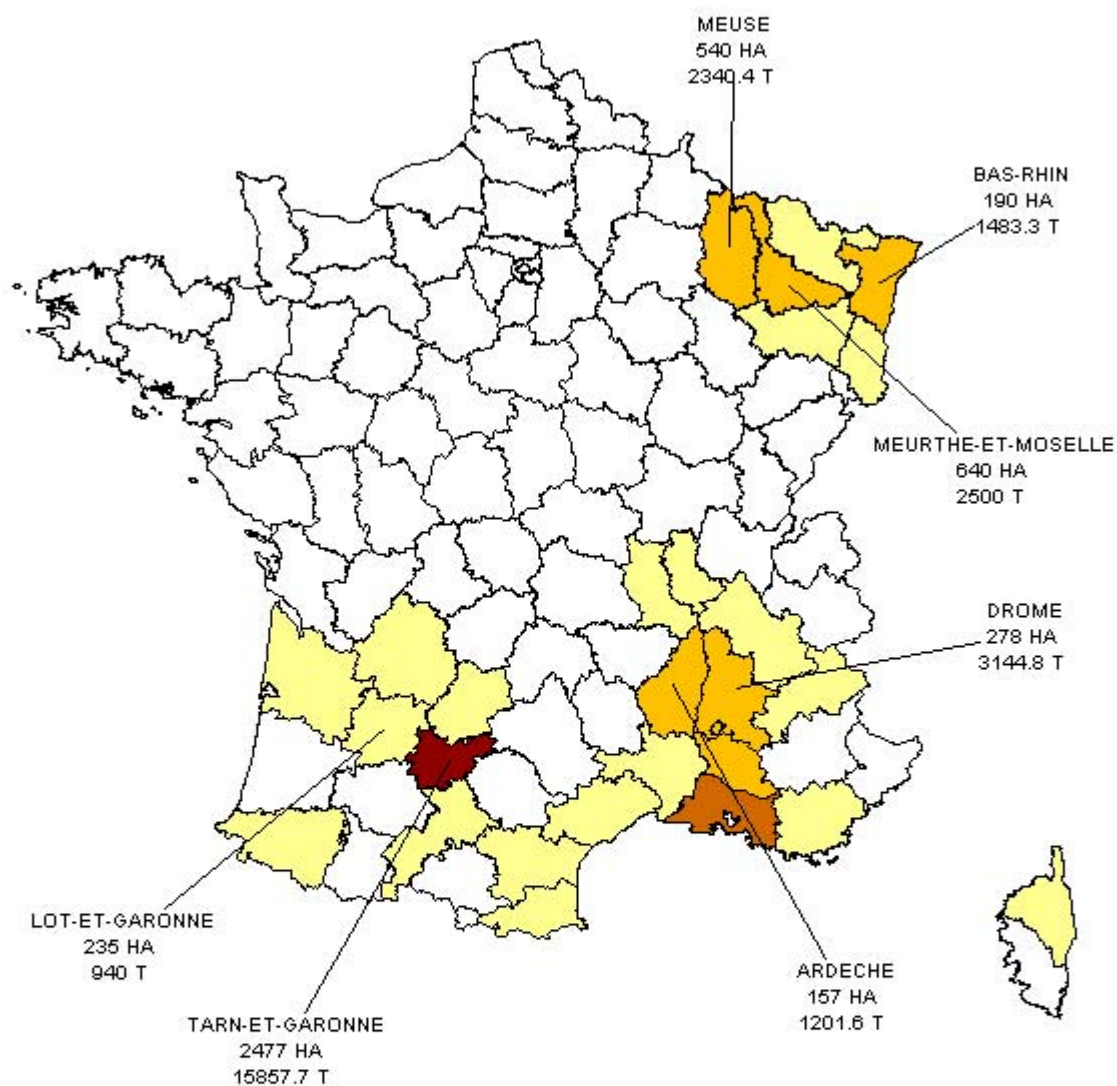 MEUSE
540 HA
2340.4 T
BAS-RHIN
190 HA
1483.3 T
MEURTHE-ET-MOSELLE
640 HA
2500 T
DROME
278 HA
3144.8 T
LOT-ET-GARONNE
235 HA
940 T
ARDECHE
157 HA
1201.6 T
TARN-ET-GARONNE
2477 HA
15857.7 T